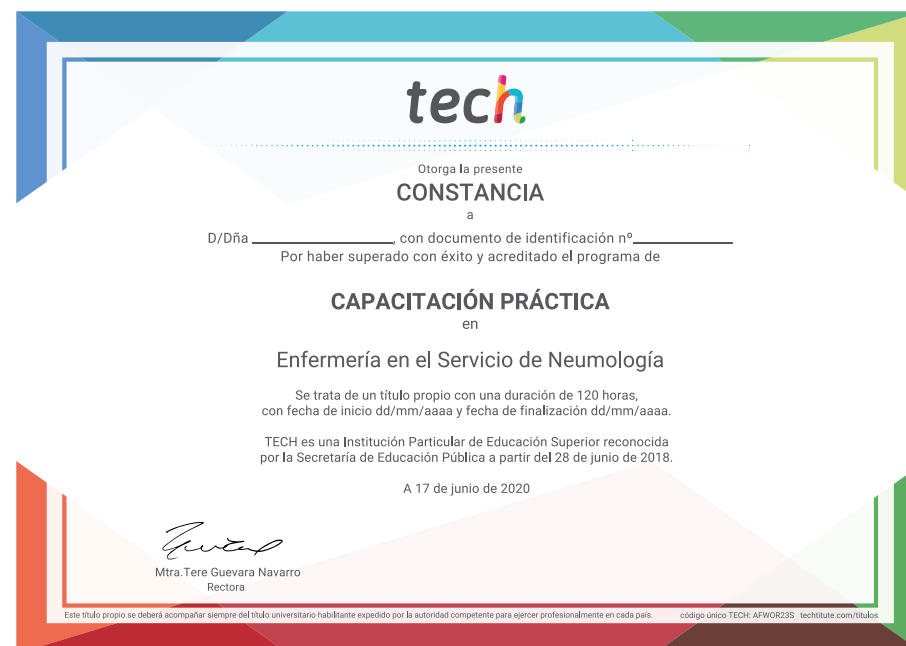 tech
Otorga la presente
CONSTANCIA
a
D/Dña ____________________, con documento de identificación nº______________
Por haber superado con éxito y acreditado el programa de
CAPACITACIÓN PRÁCTICA
en
Enfermería en el Servicio de Neumología
Se trata de un título propio con una duración de 120 horas,
con fecha de inicio dd/mm/aaaa y fecha de finalización dd/mm/aaaa.
TECH es una Institución Particular de Educación Superior reconocida
por la Secretaría de Educación Pública a partir del 28 de junio de 2018.
A 17 de junio de 2020
Mtra.Tere Guevara Navarro
Rectora
Este título propio se deberá acompañar siempre del título universitario habilitante expedido por la autoridad competente para ejercer profesionalmente en cada país. código único TECH: AFWOR23S techtitute.com/titulos